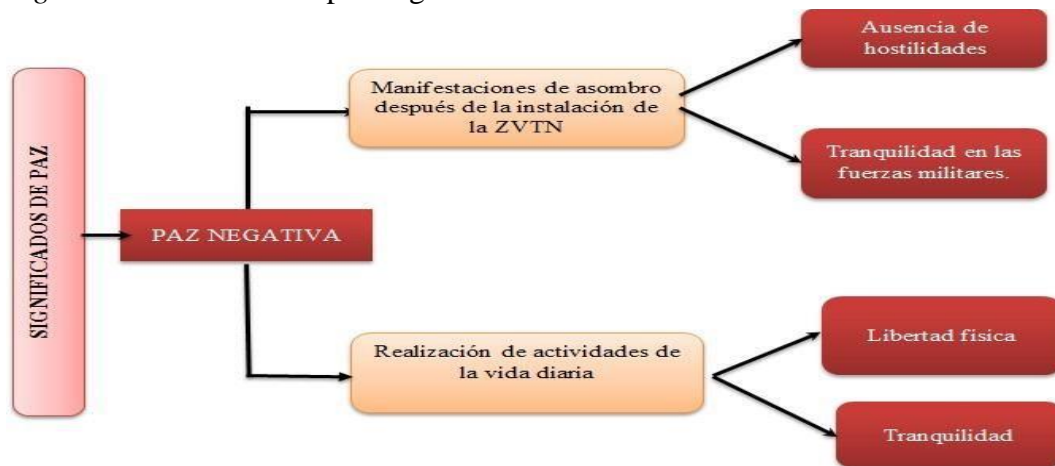 SIGNIFICADOS DE PAZ
PAZ NEGATIVA
Manifestaciones de asombro
después de la instalación de
la ZVTN
Ausencia de
hostilidades
Tranquilidad en las
fuerzas militares.
Realización de actividades de
la vida diaria
Libertad física
Tranquilidad